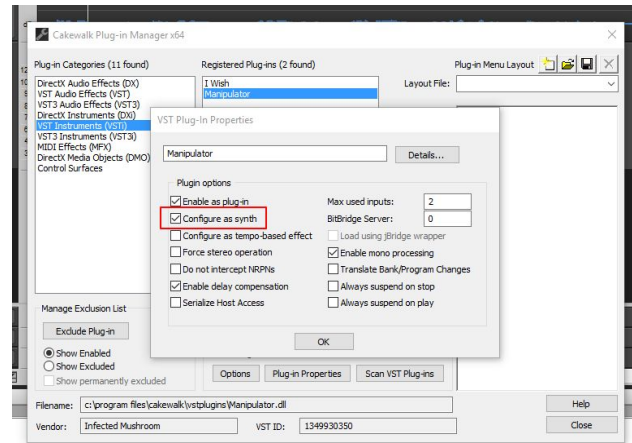 Cakewalk Plug-in Manager x64
Plug-in Categories (11 found)
Registered Plug-ins (2 found)
Plug-in Menu Layout
DirectX Audio Effects (DX)
VST Audio Effects (VST)
VST3 Audio Effects (VST3)
DirectX Instruments (DXi)
VST Instruments (VSTi)
VST3 Instruments (VST3i)
MIDI Effects (MFX)
DirectX Media Objects (DMO)
Control Surfaces
I Wish
Manipulator
Layout File:
VST Plug-In Properties
Manipulator
Details...
Plugin options
Enable as plug-in
Max used inputs: 2
Configure as synth
BitBridge Server: 0
Configure as tempo-based effect
Load using jBridge wrapper
Force stereo operation
Enable mono processing
Do not intercept NRPNs
Translate Bank/Program Changes
Enable delay compensation
Always suspend on stop
Serialize Host Access
Always suspend on play
OK
Manage Exclusion List
Exclude Plug-in
Show Enabled
Show Excluded
Show permanently excluded
Options
Plug-in Properties
Scan VST Plug-ins
Filename: c:\program files\cakewalk\vstplugins\Manipulator.dll
Help
Vendor: Infected Mushroom
VST ID: 1349930350
Close